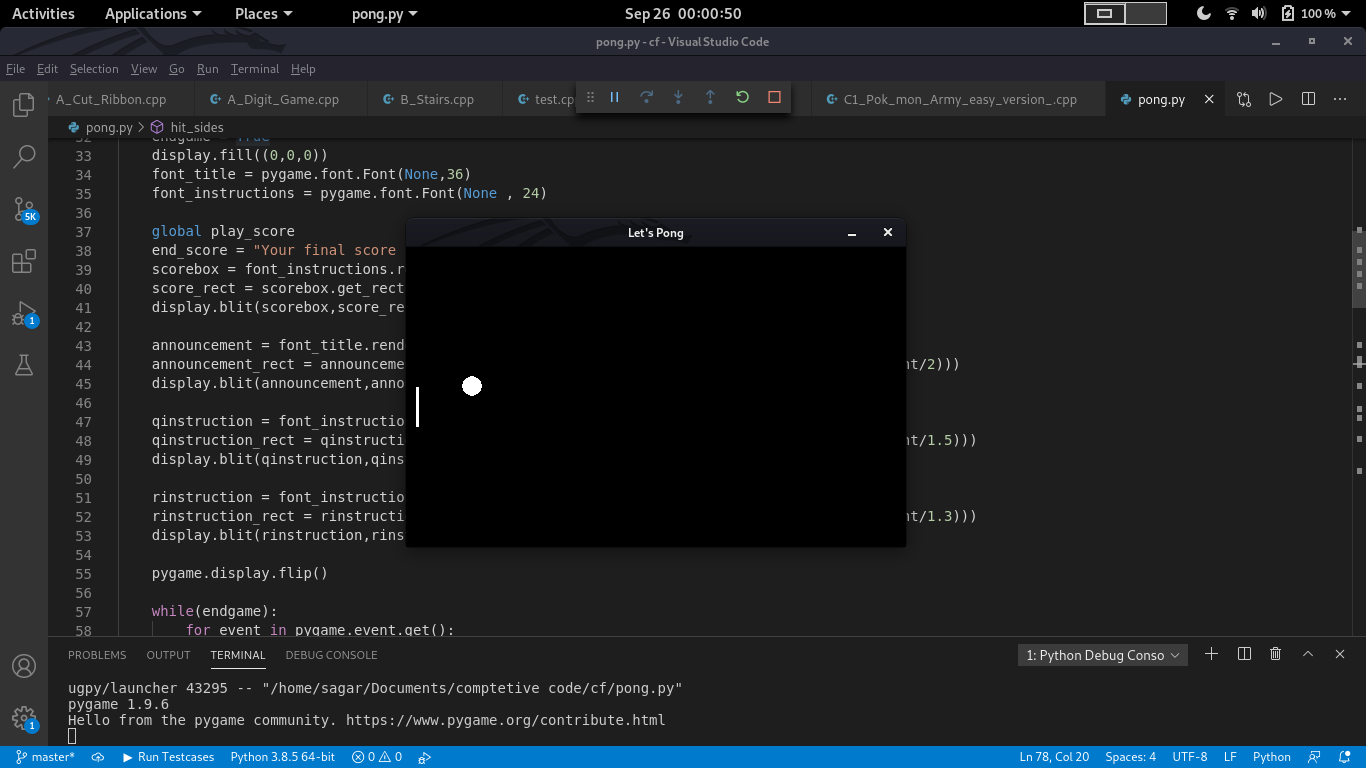 Activities Applications Places pong.py Sep 26 00:00:50 100 %
pong.py - cf - Visual Studio Code
File Edit Selection View Go Run Terminal Help
A_Cut_Ribbon.cpp A_Digit_Game.cpp B_Stairs.cpp test.cp C1_Pok_mon_Army_easy_version_.cpp pong.py
pong.py > hit_sides
33 display.fill((0,0,0))
34 font_title = pygame.font.Font(None,36)
35 font_instructions = pygame.font.Font(None , 24)
36
37 global play_score
38 end_score = "Your final score
39 scorebox = font_instructions.r
40 score_rect = scorebox.get_rect
41 display.blit(scorebox,score_re
42
43 announcement = font_title.rend
44 announcement_rect = announceme nt/2)))
45 display.blit(announcement,anno
46
47 qinstruction = font_instructio
48 qinstruction_rect = qinstructi nt/1.5)))
49 display.blit(qinstruction,qins
50
51 rinstruction = font_instructio
52 rinstruction_rect = rinstructi nt/1.3)))
53 display.blit(rinstruction,rins
54
55 pygame.display.flip()
56
57 while(endgame):
58 for event in pygame.event.get():
Let's Pong
5K
1
1
PROBLEMS OUTPUT TERMINAL DEBUG CONSOLE 1: Python Debug Conso
ugpy/launcher 43295 -- "/home/sagar/Documents/comptetive code/cf/pong.py"
pygame 1.9.6
Hello from the pygame community. https://www.pygame.org/contribute.html
master* Run Testcases Python 3.8.5 64-bit 0 0 Ln 78, Col 20 Spaces: 4 UTF-8 LF Python